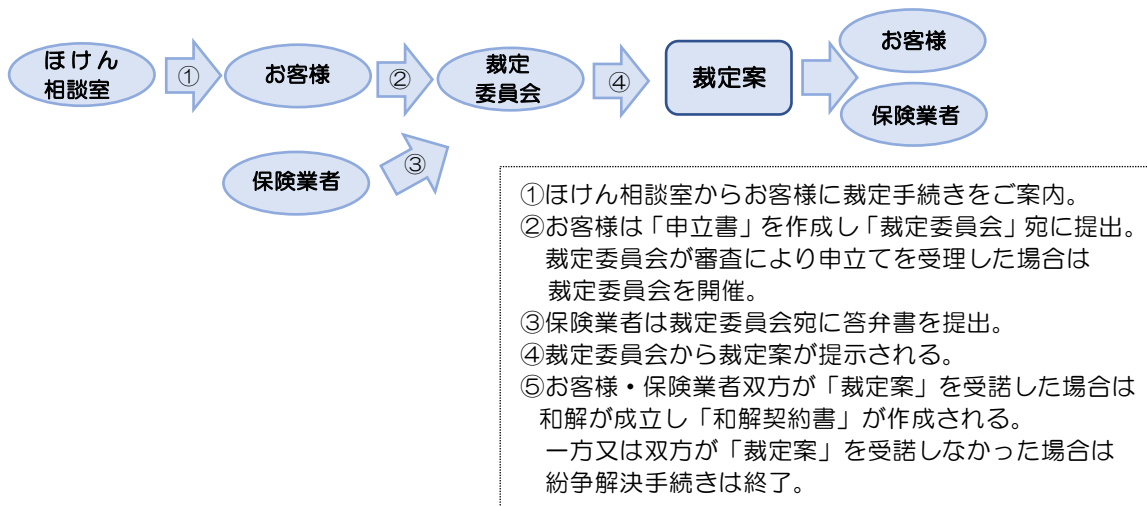 ほけん
相談室
①
お客様
②
裁定
委員会
④
裁定案
お客様
保険業者
保険業者
③
①ほけん相談室からお客様に裁定手続きをご案内。
②お客様は「申立書」を作成し「裁定委員会」宛に提出。
裁定委員会が審査により申立てを受理した場合は
裁定委員会を開催。
③保険業者は裁定委員会宛に答弁書を提出。
④裁定委員会から裁定案が提示される。
⑤お客様・保険業者双方が「裁定案」を受諾した場合は
和解が成立し「和解契約書」が作成される。
一方又は双方が「裁定案」を受諾しなかった場合は
紛争解決手続きは終了。